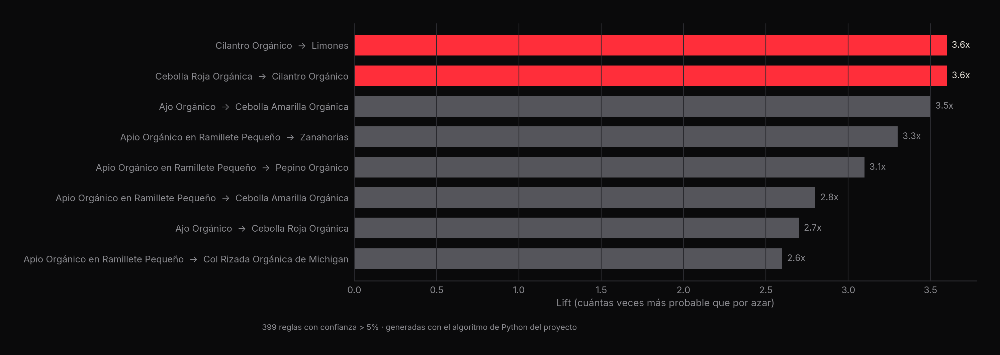 Cilantro Orgánico → Limones 3.6x
Cebolla Roja Orgánica → Cilantro Orgánico 3.6x
Ajo Orgánico → Cebolla Amarilla Orgánica 3.5x
Apio Orgánico en Ramillete Pequeño → Zanahorias 3.3x
Apio Orgánico en Ramillete Pequeño → Pepino Orgánico 3.1x
Apio Orgánico en Ramillete Pequeño → Cebolla Amarilla Orgánica 2.8x
Ajo Orgánico → Cebolla Roja Orgánica 2.7x
Apio Orgánico en Ramillete Pequeño → Col Rizada Orgánica de Michigan 2.6x
0.0 0.5 1.0 1.5 2.0 2.5 3.0 3.5
Lift (cuántas veces más probable que por azar)
399 reglas con confianza > 5% · generadas con el algoritmo de Python del proyecto